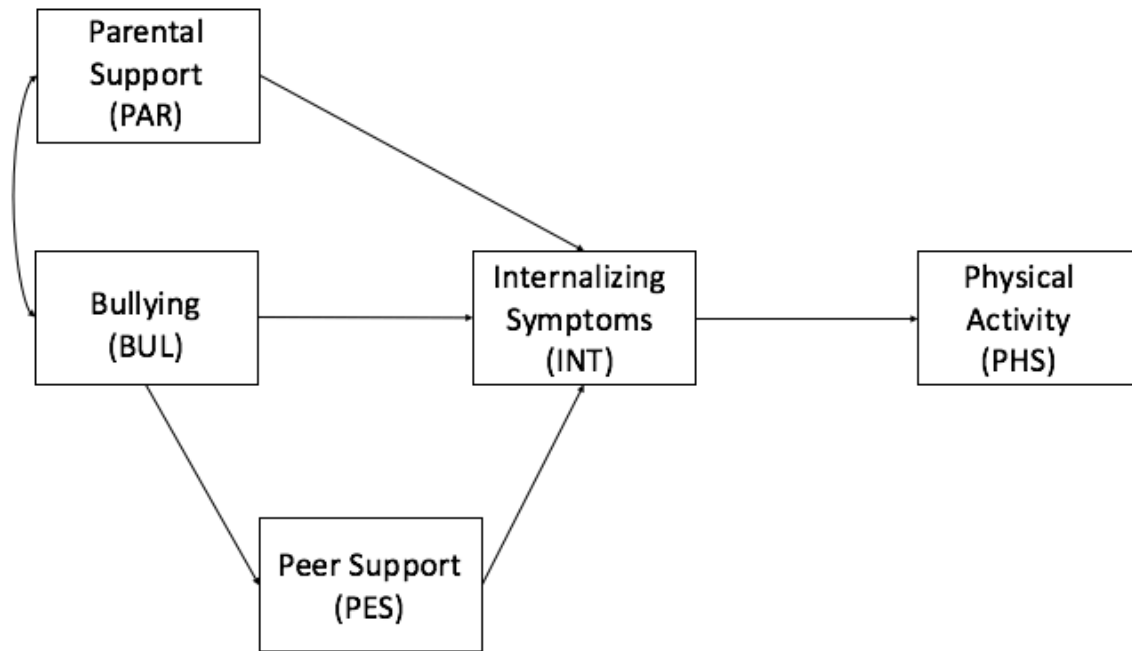 Parental
Support
(PAR)
Bullying
(BUL)
Internalizing
Symptoms
(INT)
Physical
Activity
(PHS)
Peer Support
(PES)